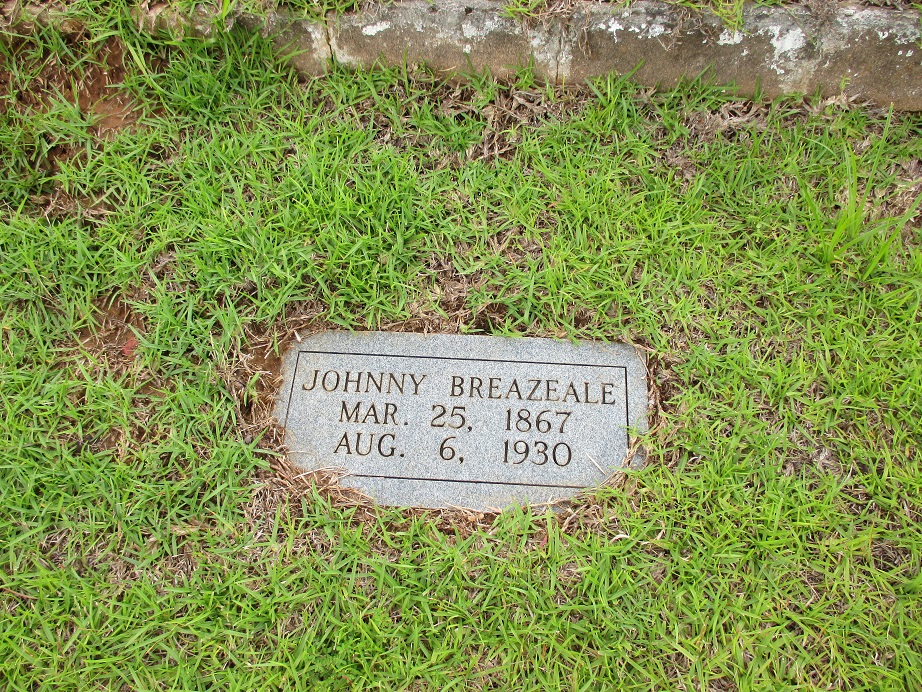 JOHNNY BREAZEALE
MAR. 25, 1867
AUG. 6, 1930